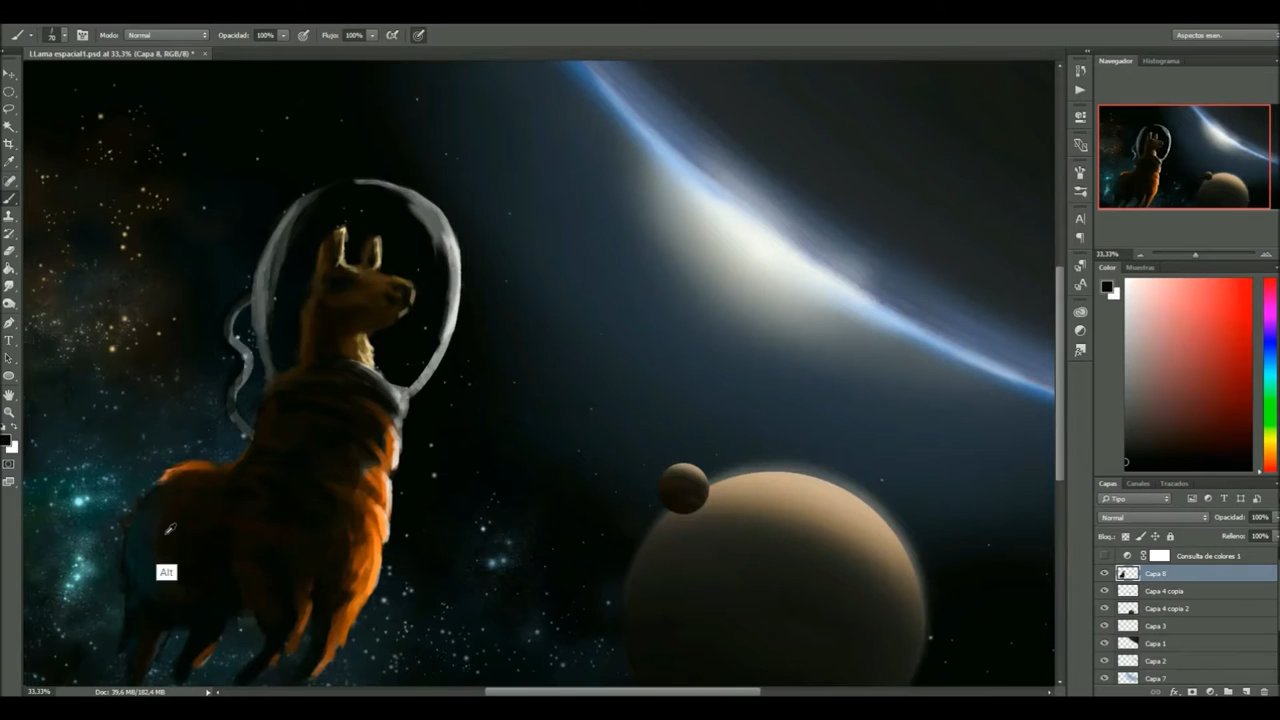 70 Modo: Normal Opacidad: 100% Flujo: 100% Aspectos esen.
LLama espacial1.psd al 33,3% (Capa 8, RGB/8) * ×
Navegador Histograma
33,33%
Color Muestras
Capas Canales Trazados
Tipo
Normal Opacidad: 100%
Bloq.: Relleno: 100%
Consulta de colores 1
Capa 8
Capa 4 copia
Capa 4 copia 2
Capa 3
Capa 1
Capa 2
Capa 7
Alt
33,33% Doc: 39,6 MB/182,4 MB